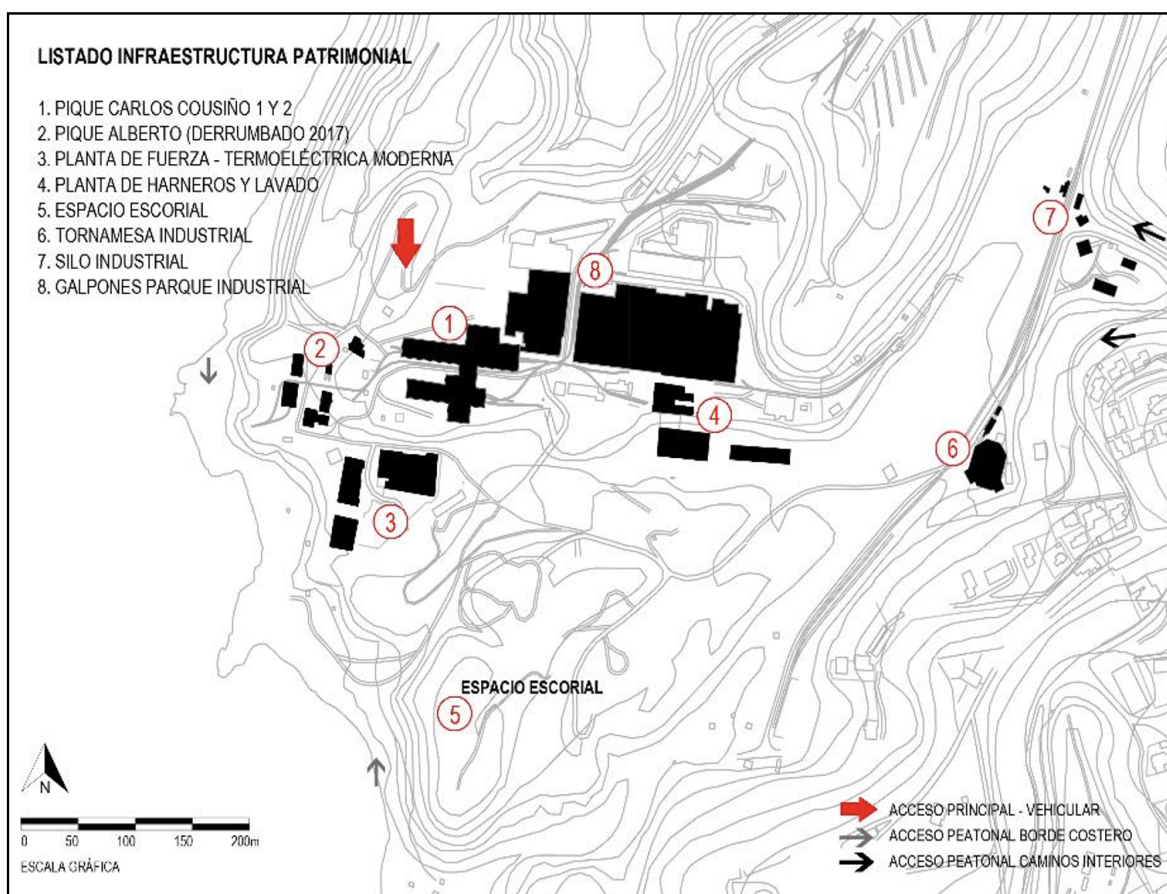 LISTADO INFRAESTRUCTURA PATRIMONIAL
1. PIQUE CARLOS COUSIÑO 1 Y 2
2. PIQUE ALBERTO (DERRUMBADO 2017)
3. PLANTA DE FUERZA - TERMOELÉCTRICA MODERNA
4. PLANTA DE HARNEROS Y LAVADO
5. ESPACIO ESCORIAL
6. TORNAMESA INDUSTRIAL
7. SILO INDUSTRIAL
8. GALPONES PARQUE INDUSTRIAL
7
8
1
2
4
6
3
ESPACIO ESCORIAL
5
N
0 50 100 150 200m
ESCALA GRÁFICA
ACCESO PRINCIPAL - VEHICULAR
ACCESO PEATONAL BORDE COSTERO
ACCESO PEATONAL CAMINOS INTERIORES